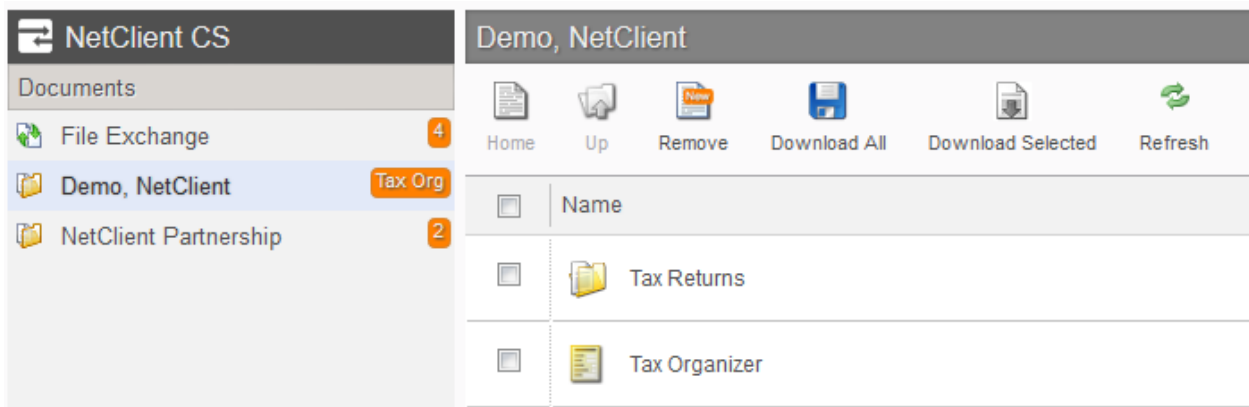 NetClient CS
Documents
File Exchange 4
Demo, NetClient Tax Org
NetClient Partnership 2
Demo, NetClient
New
Home Up Remove Download All Download Selected Refresh
Name
Tax Returns
Tax Organizer